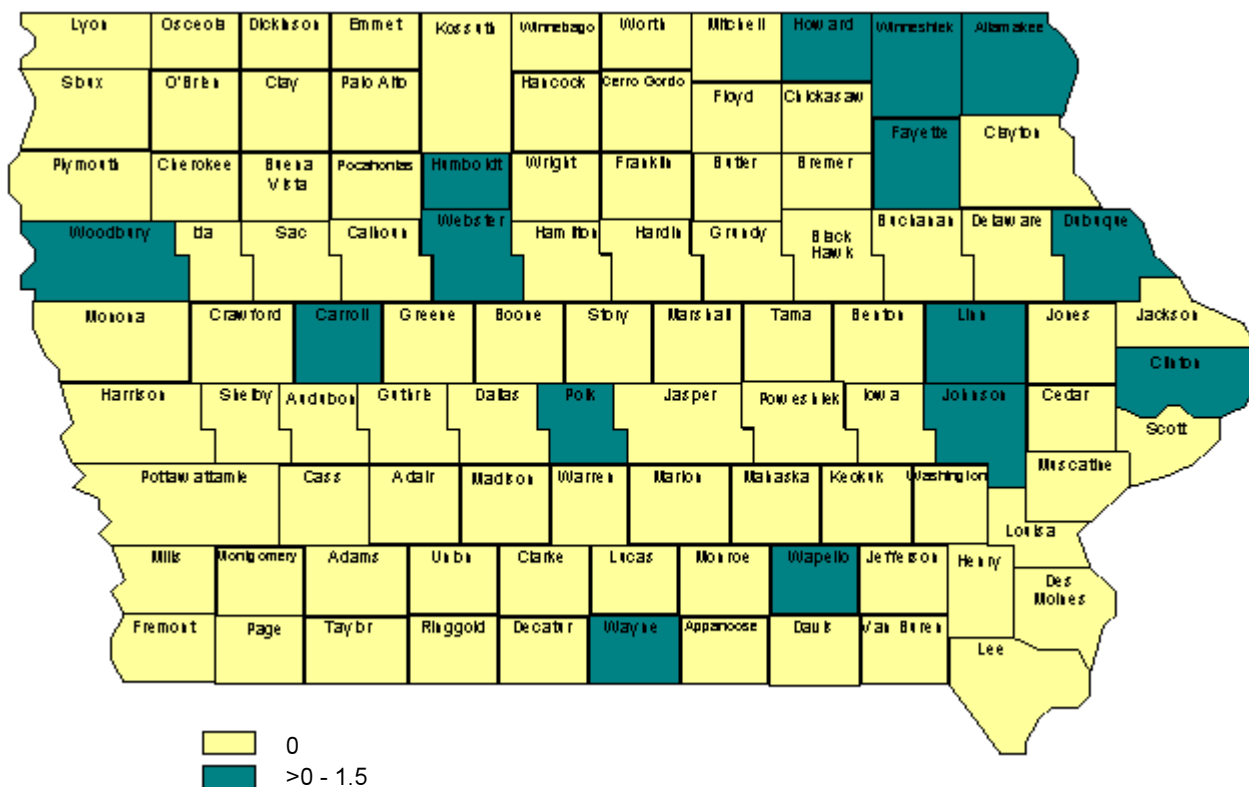 Lyon Osceola Dickinson Emmet Kossuth Winnebago Worth Mitchell Howard Winneshiek Allamakee
Sioux O'Brien Clay Palo Alto Hancock Cerro Gordo Floyd Chickasaw
Fayette Clayton
Plymouth Cherokee Buena Vista Pocahontas Humboldt Wright Franklin Butler Bremer
Woodbury Ida Sac Calhoun Webster Hamilton Hardin Grundy Black Hawk Buchanan Delaware Dubuque
Monona Crawford Carroll Greene Boone Story Marshall Tama Benton Linn Jones Jackson
Clinton
Harrison Shelby Audubon Guthrie Dallas Polk Jasper Poweshiek Iowa Johnson Cedar
Scott
Pottawattamie Cass Adair Madison Warren Marion Mahaska Keokuk Washington Muscatine
Louisa
Mills Montgomery Adams Union Clarke Lucas Monroe Wapello Jefferson Henry
Des Moines
Fremont Page Taylor Ringgold Decatur Wayne Appanoose Davis Van Buren
Lee
0
>0 - 1.5